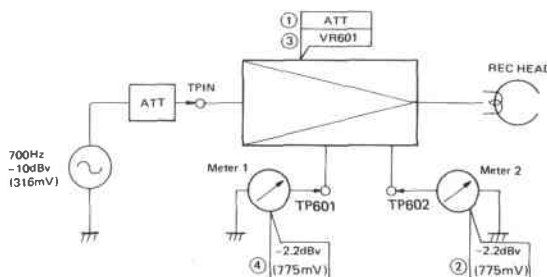 ① ATT
③ VR601
REC HEAD
TPIN
ATT
700Hz
-10dBv
(316mV)
Meter 1
TP601
TP602
Meter 2
-2.2dBv
④ (775mV)
-2.2dBv
② (775mV)